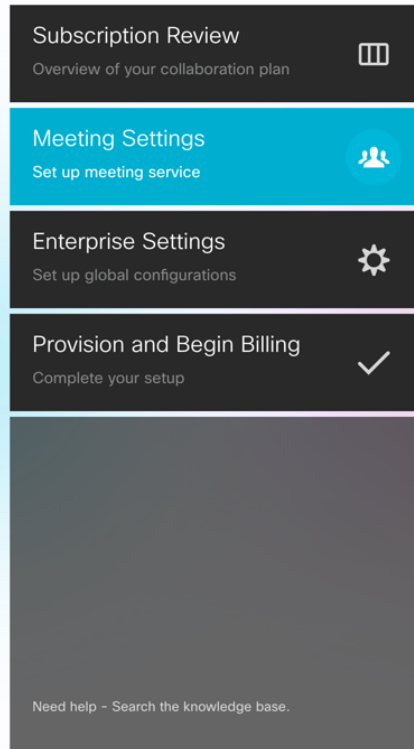 Subscription Review
Overview of your collaboration plan
Meeting Settings
Set up meeting service
Enterprise Settings
Set up global configurations
Provision and Begin Billing
Complete your setup
Need help - Search the knowledge base.